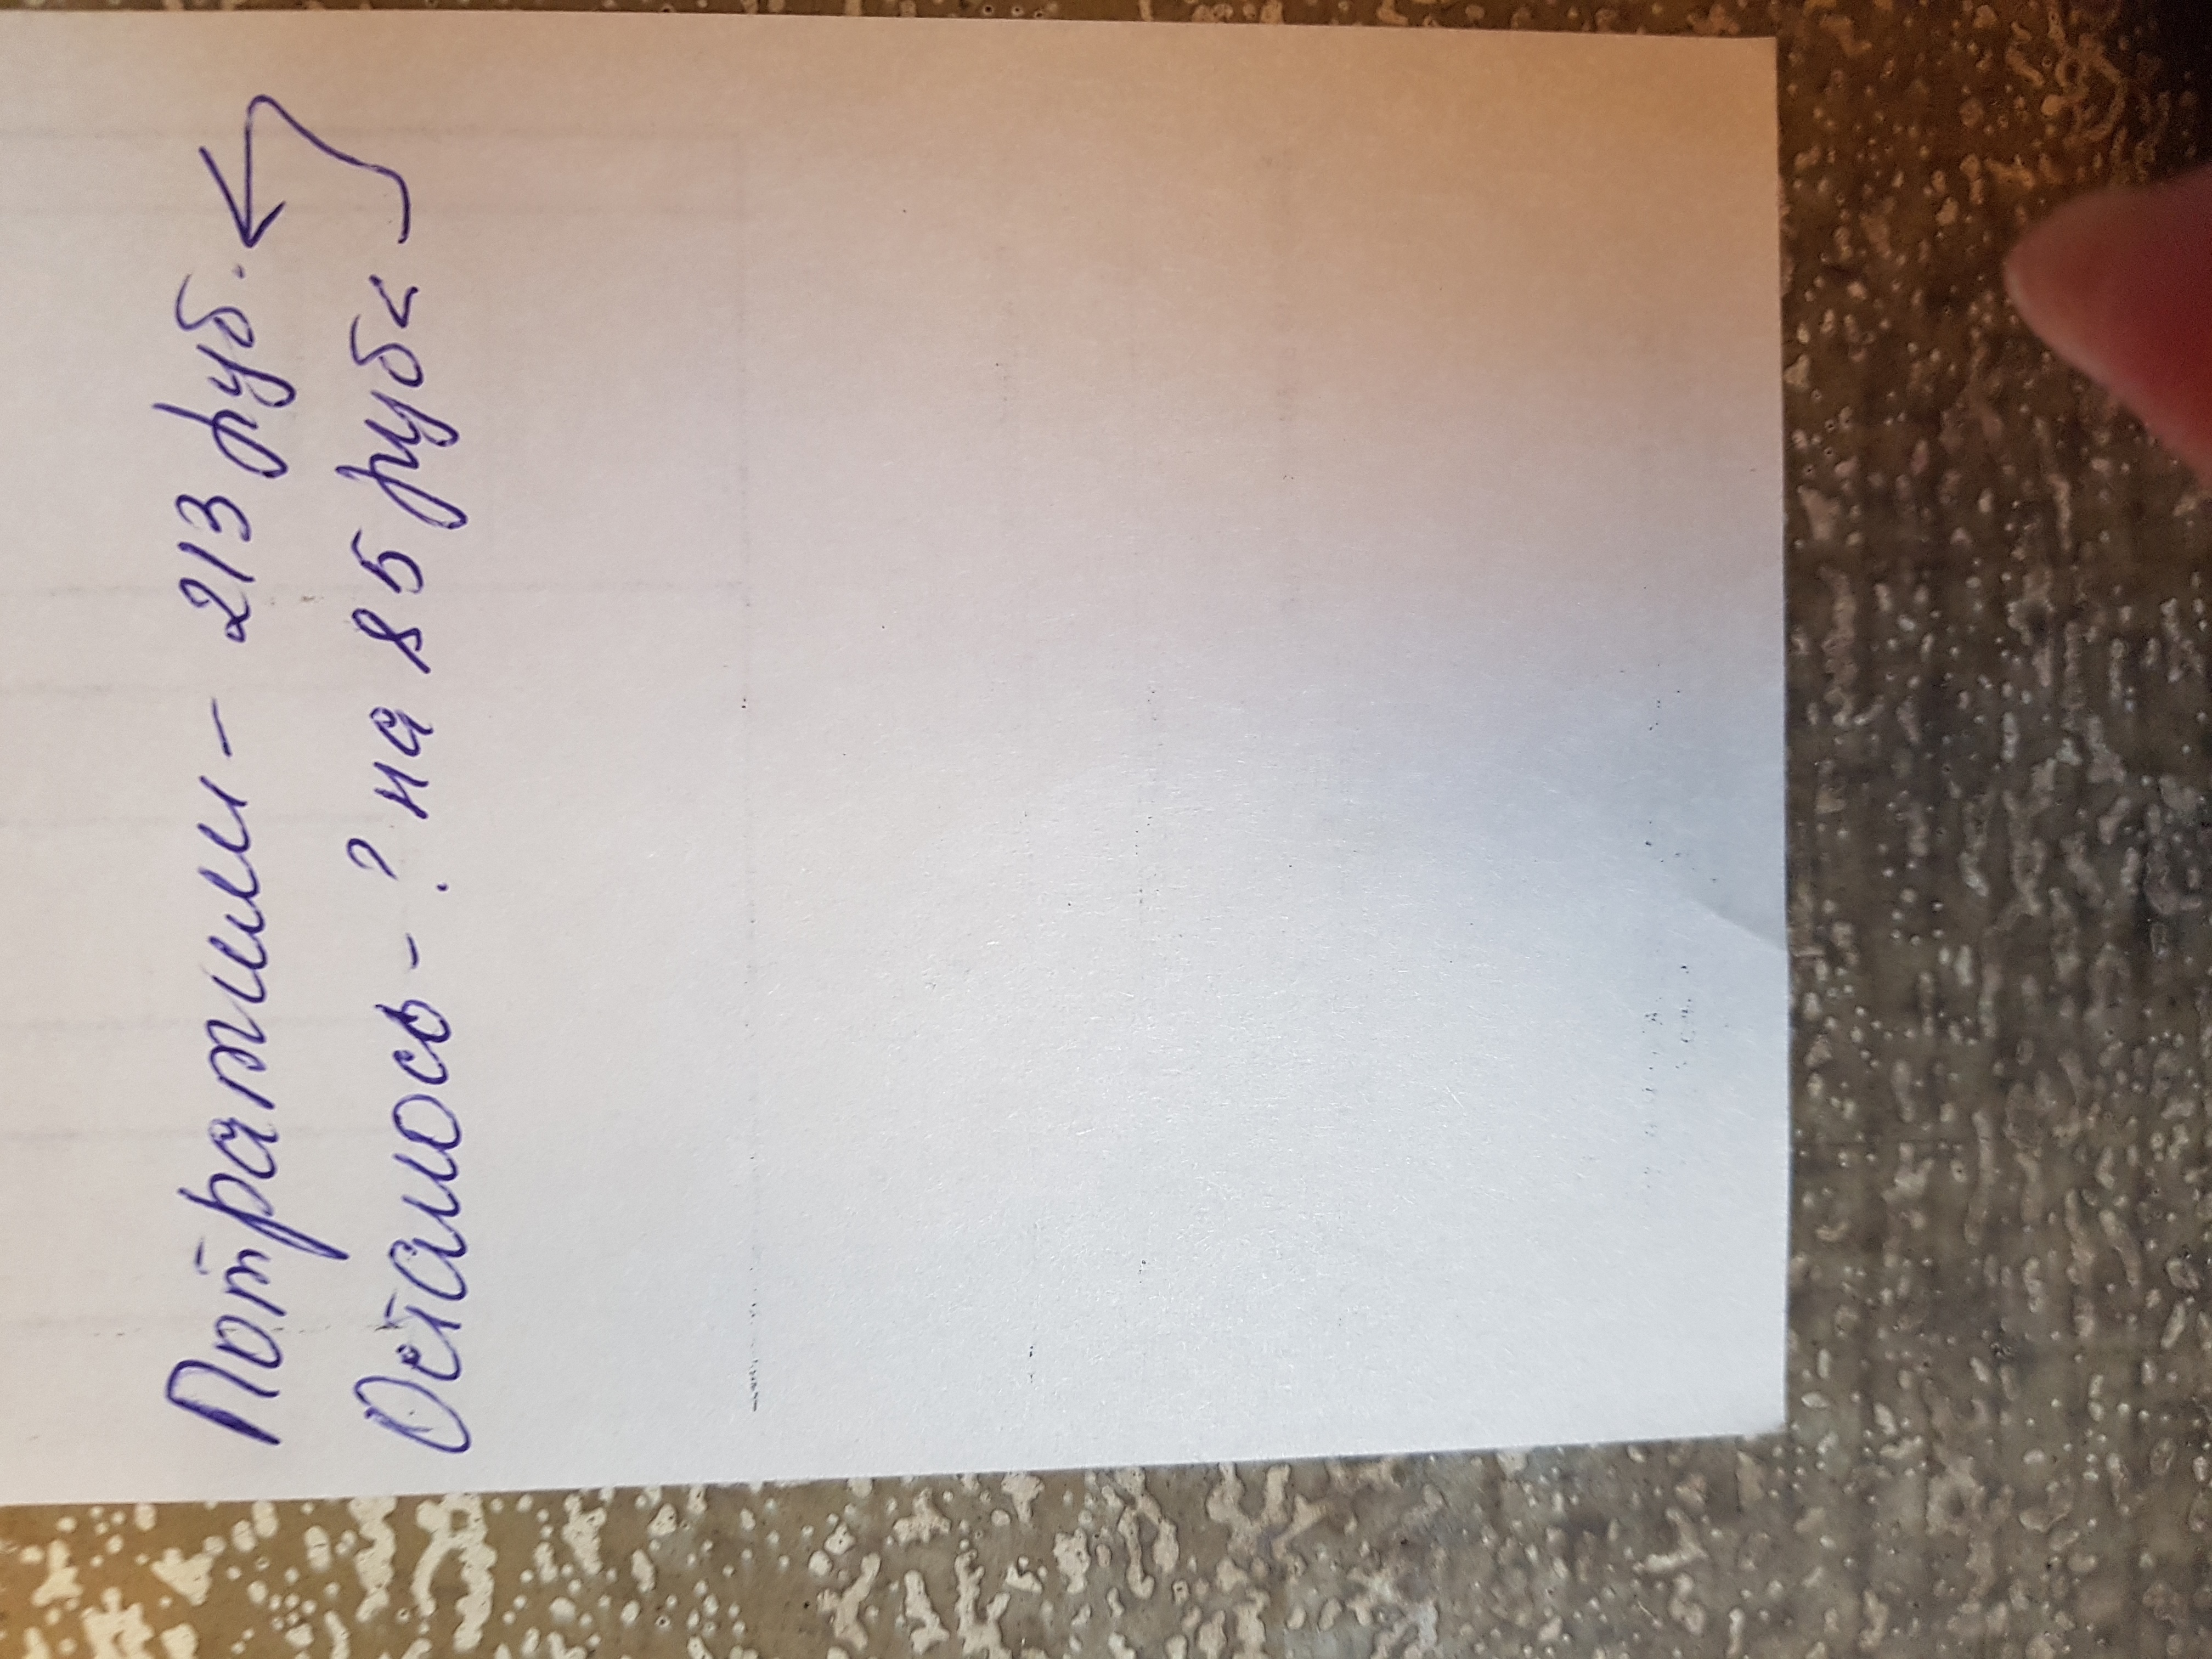 Потратили - 213 руб.
Осталось - ? на 85 руб <